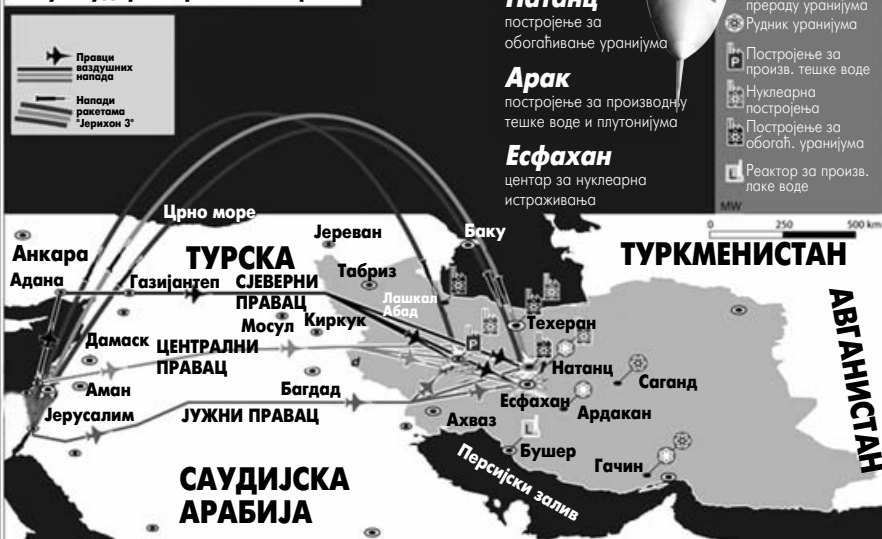 Правци
ваздушних
напада
Напади
ракетама
"Јерихон 3"
Натанц
постројење за
обогаћивање уранијума
Арак
постројење за производњу
тешке воде и плутонијума
Есфахан
центар за нуклеарна
истраживања
прераду уранијума
Рудник уранијума
P
Постројење за
произв. тешке воде
Нуклеарна
постројења
Постројење за
обогаћ. уранијума
L
Реактор за произв.
лаке воде
MW
0 250 500 km
Црно море
Анкара
ТУРСКА
Јереван
Баку
ТУРКМЕНИСТАН
Адана
Газијантеп
СЈЕВЕРНИ
ПРАВАЦ
Табриз
Лашкал
Абад
Мосул
Киркук
P
Техеран
АВГАНИСТАН
Дамаск
ЦЕНТРАЛНИ
ПРАВАЦ
d
Натанц
Саганд
Аман
Багдад
Есфахан
Ардакан
Јерусалим
ЈУЖНИ ПРАВАЦ
Ахваз
L
Бушер
Гачин
Персијски залив
САУДИЈСКА
АРАБИЈА